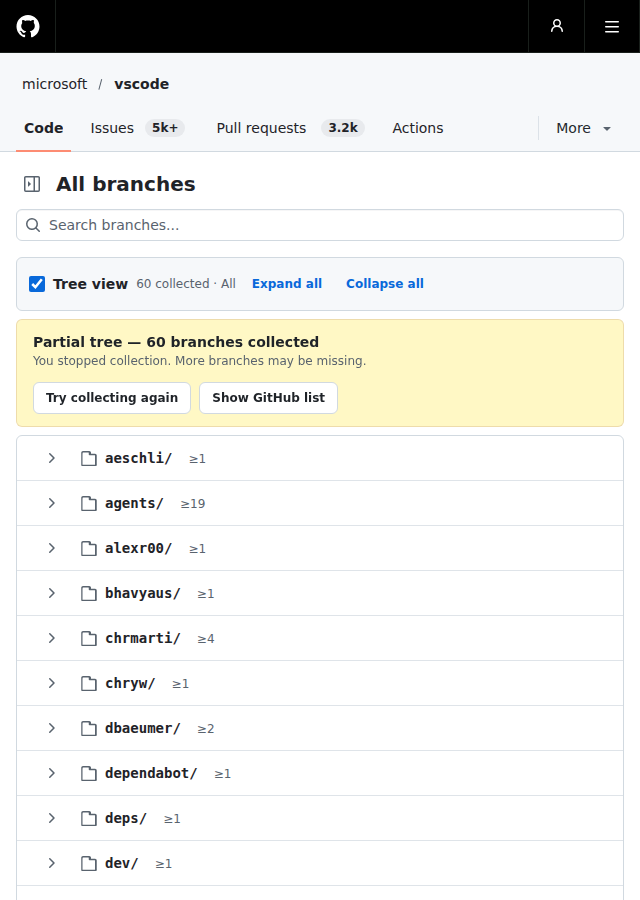 microsoft / vscode
Code Issues 5k+ Pull requests 3.2k Actions More
All branches
Search branches...
Tree view 60 collected · All Expand all Collapse all
Partial tree — 60 branches collected
You stopped collection. More branches may be missing.
Try collecting again Show GitHub list
aeschli/ ≥1
agents/ ≥19
alexr00/ ≥1
bhavyaus/ ≥1
chrmarti/ ≥4
chryw/ ≥1
dbaeumer/ ≥2
dependabot/ ≥1
deps/ ≥1
dev/ ≥1